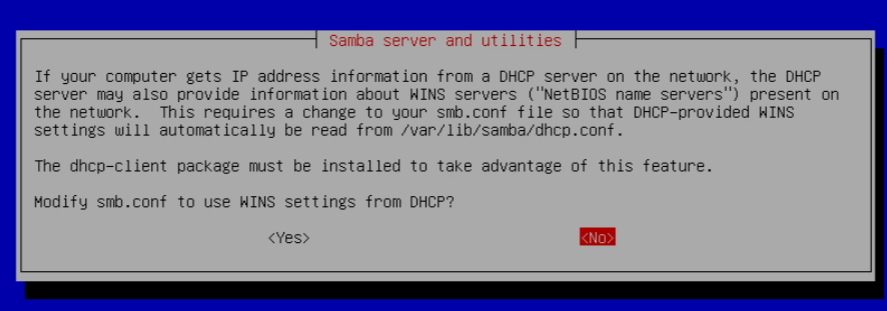 Samba server and utilities
If your computer gets IP address information from a DHCP server on the network, the DHCP
server may also provide information about WINS servers ("NetBIOS name servers") present on
the network.  This requires a change to your smb.conf file so that DHCP-provided WINS
settings will automatically be read from /var/lib/samba/dhcp.conf.
The dhcp-client package must be installed to take advantage of this feature.
Modify smb.conf to use WINS settings from DHCP?
<Yes> <No>